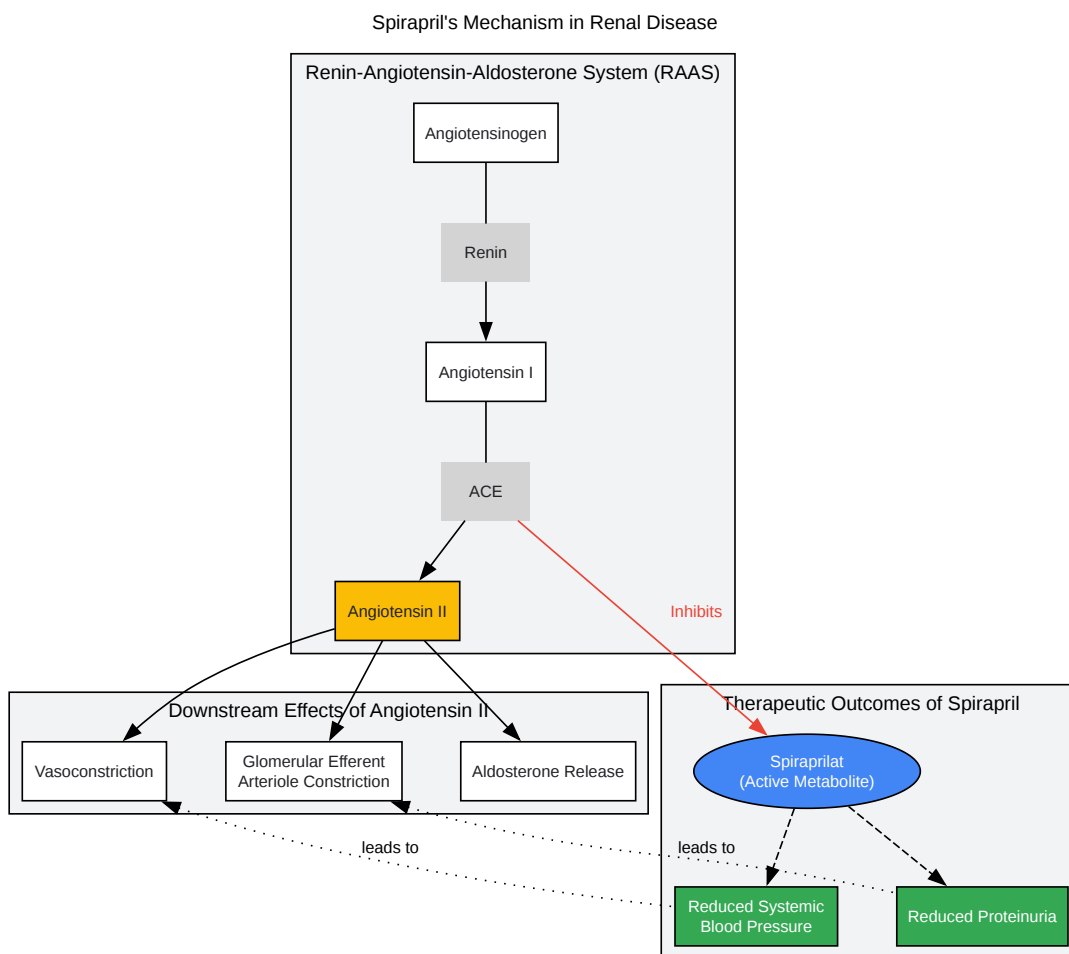 Spirapril's Mechanism in Renal Disease
Renin-Angiotensin-Aldosterone System (RAAS)
Angiotensinogen
Renin
Angiotensin I
ACE
Angiotensin II
Inhibits
Downstream Effects of Angiotensin II
Vasoconstriction
Glomerular Efferent
Arteriole Constriction
Aldosterone Release
Therapeutic Outcomes of Spirapril
Spiraprilat
(Active Metabolite)
leads to
leads to
Reduced Systemic
Blood Pressure
Reduced Proteinuria